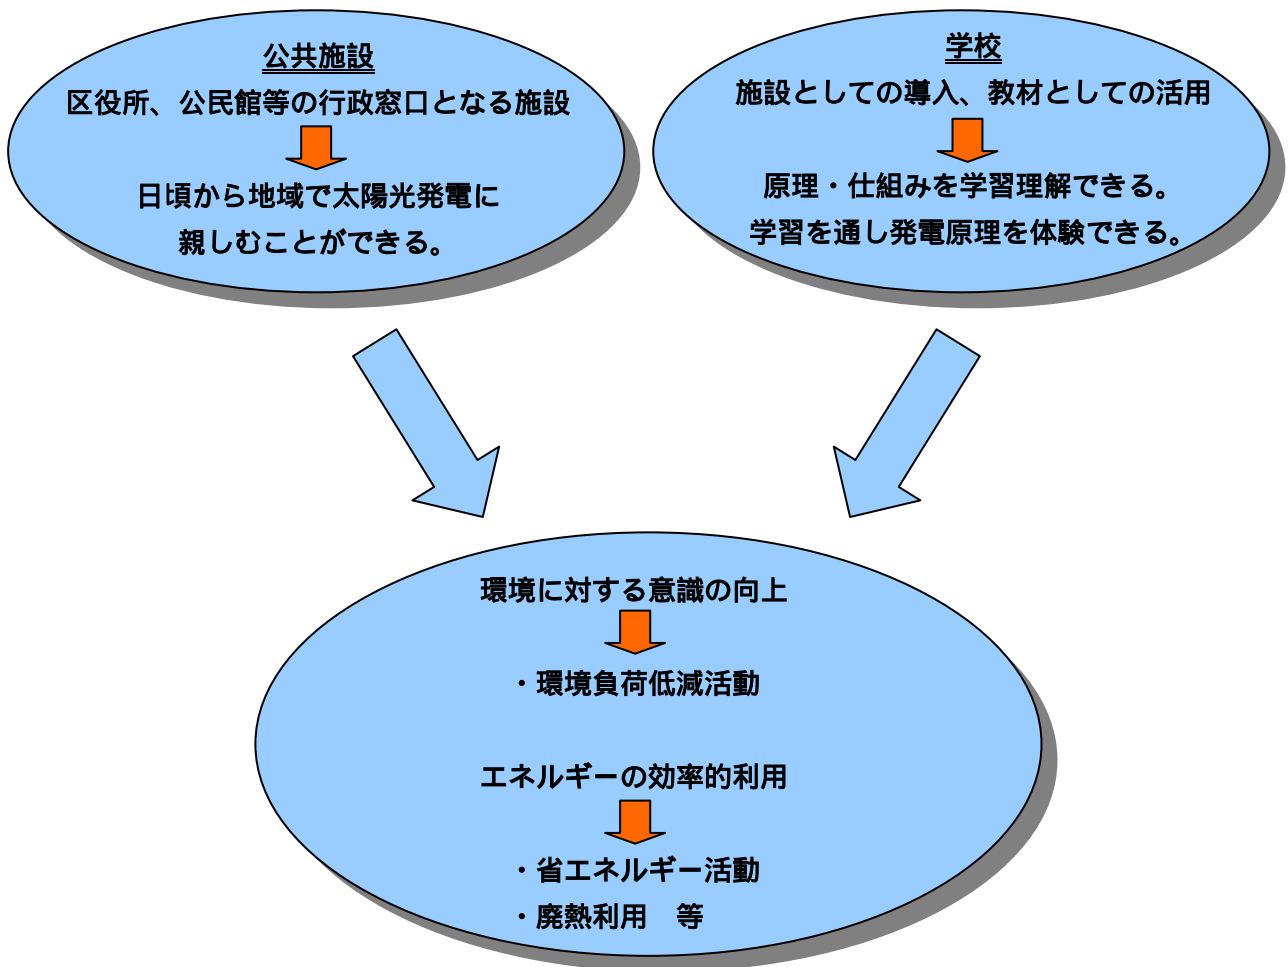 公共施設
区役所、公民館等の行政窓口となる施設
日頃から地域で太陽光発電に
親しむことができる。
学校
施設としての導入、教材としての活用
原理・仕組みを学習理解できる。
学習を通し発電原理を体験できる。
環境に対する意識の向上
・環境負荷低減活動
エネルギーの効率的利用
・省エネルギー活動
・廃熱利用　等